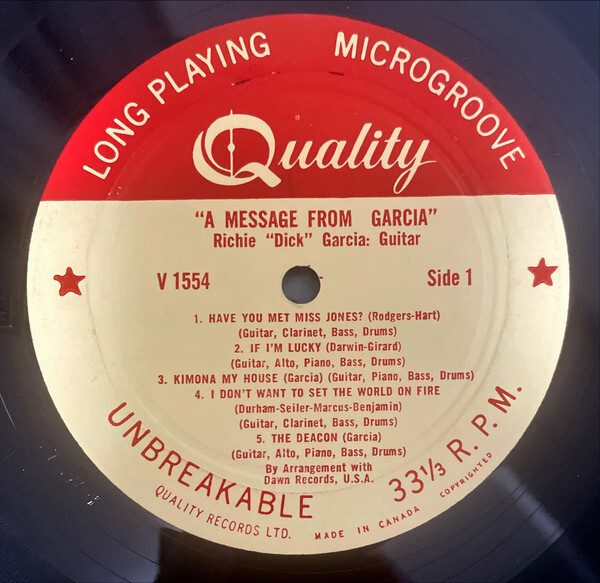 LONG PLAYING MICROGROOVE
Quality
"A MESSAGE FROM GARCIA"
Richie "Dick" Garcia: Guitar
V 1554
Side 1
1. HAVE YOU MET MISS JONES? (Rodgers-Hart)
(Guitar, Clarinet, Bass, Drums)
2. IF I'M LUCKY (Darwin-Girard)
(Guitar, Alto, Piano, Bass, Drums)
3. KIMONA MY HOUSE (Garcia) (Guitar, Piano, Bass, Drums)
4. I DON'T WANT TO SET THE WORLD ON FIRE
(Durham-Seiler-Marcus-Benjamin)
(Guitar, Clarinet, Bass, Drums)
5. THE DEACON (Garcia)
(Guitar, Alto, Piano, Bass, Drums)
By Arrangement with
Dawn Records, U.S.A.
UNBREAKABLE 33⅓ R.P.M.
QUALITY RECORDS LTD. MADE IN CANADA COPYRIGHTED